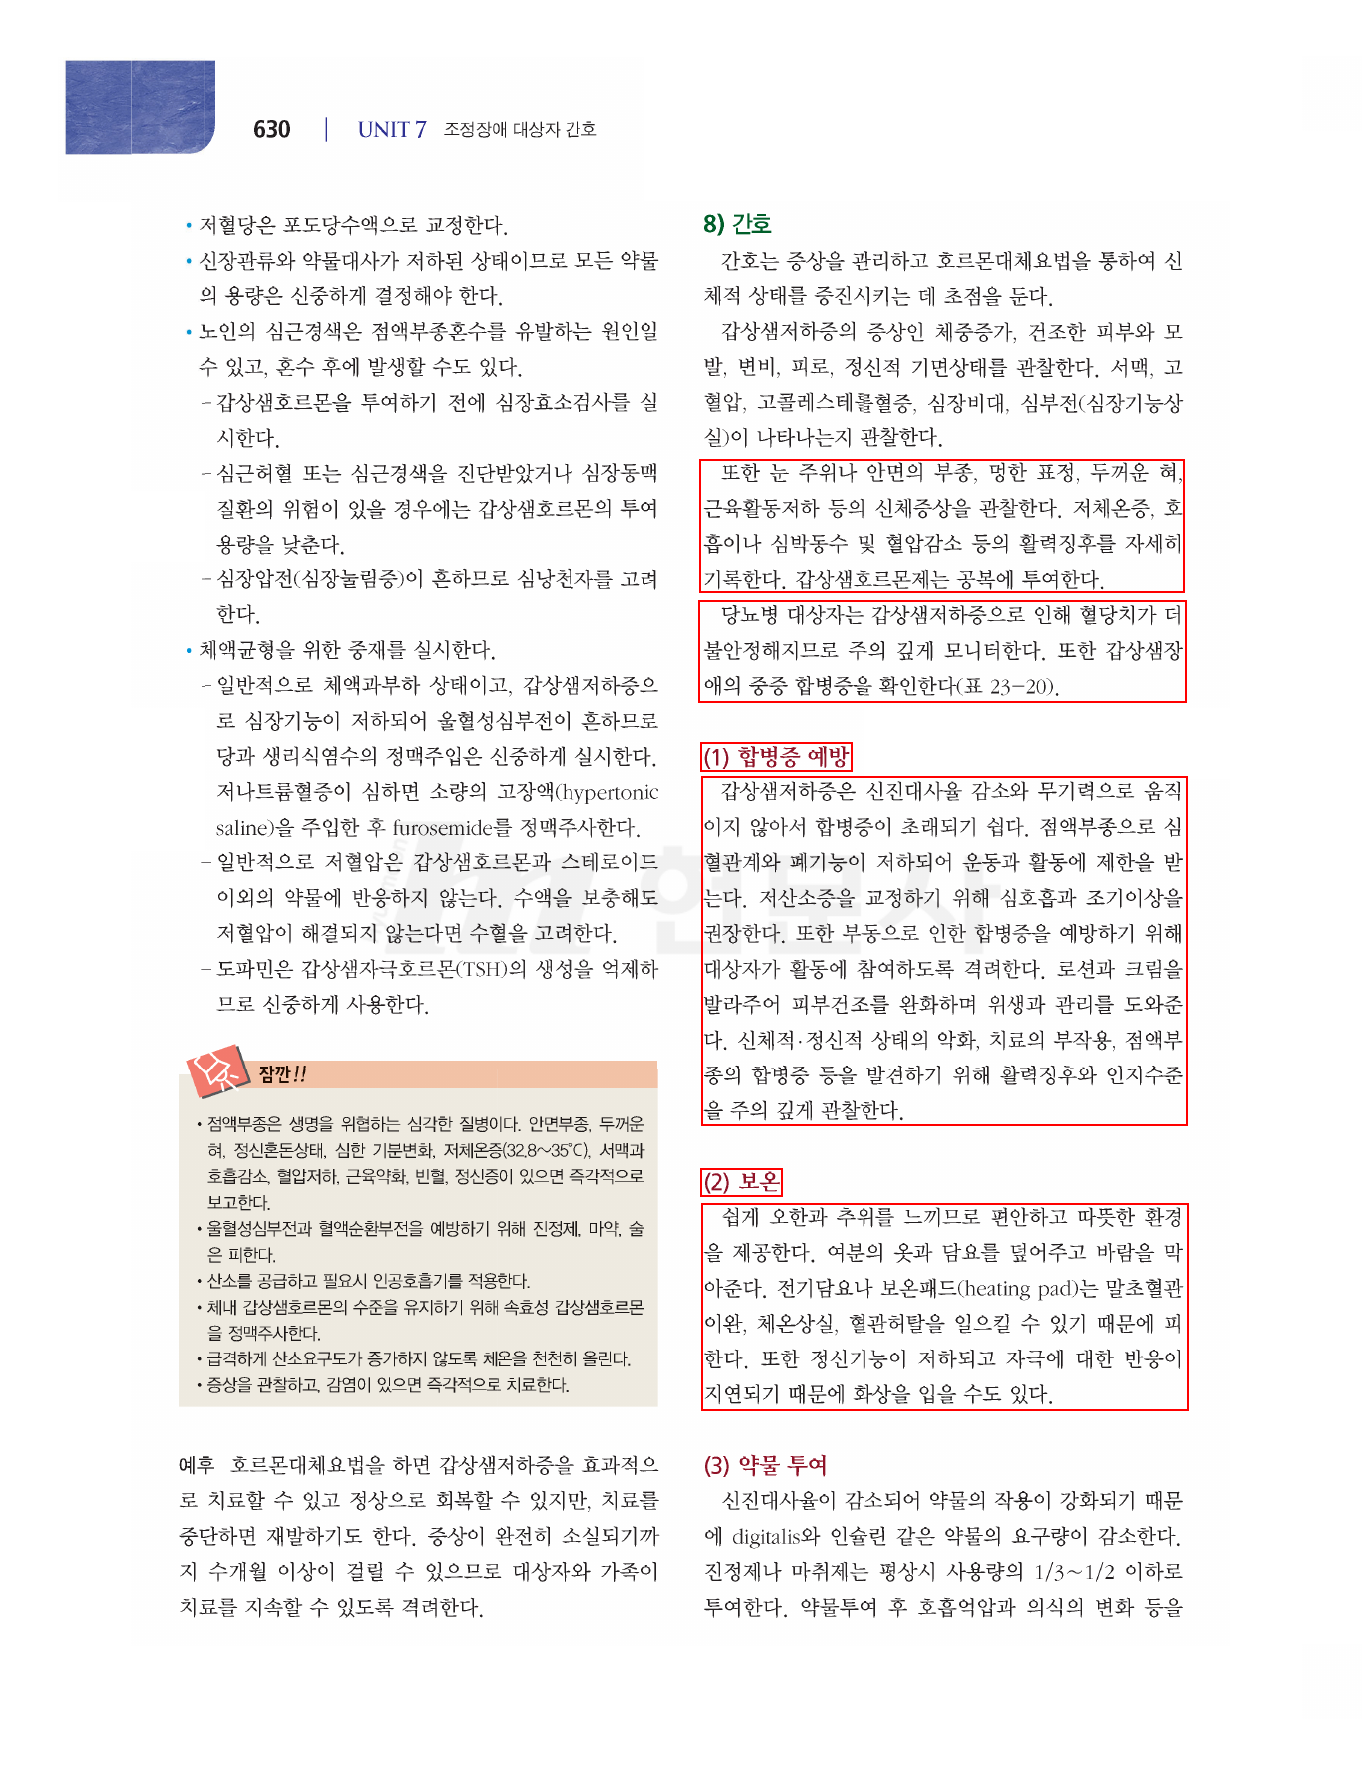 630 | UNIT 7 조정장애 대상자 간호
• 저혈당은 포도당수액으로 교정한다.
• 신장관류와 약물대사가 저하된 상태이므로 모든 약물
의 용량은 신중하게 결정해야 한다.
• 노인의 심근경색은 점액부종혼수를 유발하는 원인일
수 있고, 혼수 후에 발생할 수도 있다.
- 갑상샘호르몬을 투여하기 전에 심장효소검사를 실
시한다.
- 심근허혈 또는 심근경색을 진단받았거나 심장동맥
질환의 위험이 있을 경우에는 갑상샘호르몬의 투여
용량을 낮춘다.
- 심장압전(심장눌림증)이 흔하므로 심낭천자를 고려
한다.
• 체액균형을 위한 중재를 실시한다.
- 일반적으로 체액과부하 상태이고, 갑상샘저하증으
로 심장기능이 저하되어 울혈성심부전이 흔하므로
당과 생리식염수의 정맥주입은 신중하게 실시한다.
저나트륨혈증이 심하면 소량의 고장액(hypertonic
saline)을 주입한 후 furosemide를 정맥주사한다.
- 일반적으로 저혈압은 갑상샘호르몬과 스테로이드
이외의 약물에 반응하지 않는다. 수액을 보충해도
저혈압이 해결되지 않는다면 수혈을 고려한다.
- 도파민은 갑상샘자극호르몬(TSH)의 생성을 억제하
므로 신중하게 사용한다.
잠깐!!
• 점액부종은 생명을 위협하는 심각한 질병이다. 안면부종, 두꺼운
혀, 정신혼돈상태, 심한 기분변화, 저체온증(32.8~35℃), 서맥과
호흡감소, 혈압저하, 근육약화, 빈혈, 정신증이 있으면 즉각적으로
보고한다.
• 울혈성심부전과 혈액순환부전을 예방하기 위해 진정제, 마약, 술
은 피한다.
• 산소를 공급하고 필요시 인공호흡기를 적용한다.
• 체내 갑상샘호르몬의 수준을 유지하기 위해 속효성 갑상샘호르몬
을 정맥주사한다.
• 급격하게 산소요구도가 증가하지 않도록 체온을 천천히 올린다.
• 증상을 관찰하고, 감염이 있으면 즉각적으로 치료한다.
예후 호르몬대체요법을 하면 갑상샘저하증을 효과적으
로 치료할 수 있고 정상으로 회복할 수 있지만, 치료를
중단하면 재발하기도 한다. 증상이 완전히 소실되기까
지 수개월 이상이 걸릴 수 있으므로 대상자와 가족이
치료를 지속할 수 있도록 격려한다.
8) 간호
간호는 증상을 관리하고 호르몬대체요법을 통하여 신
체적 상태를 증진시키는 데 초점을 둔다.
갑상샘저하증의 증상인 체중증가, 건조한 피부와 모
발, 변비, 피로, 정신적 기면상태를 관찰한다. 서맥, 고
혈압, 고콜레스테롤혈증, 심장비대, 심부전(심장기능상
실)이 나타나는지 관찰한다.
또한 눈 주위나 안면의 부종, 멍한 표정, 두꺼운 혀,
근육활동저하 등의 신체증상을 관찰한다. 저체온증, 호
흡이나 심박동수 및 혈압감소 등의 활력징후를 자세히
기록한다. 갑상샘호르몬제는 공복에 투여한다.
당뇨병 대상자는 갑상샘저하증으로 인해 혈당치가 더
불안정해지므로 주의 깊게 모니터한다. 또한 갑상샘장
애의 중증 합병증을 확인한다(표 23-20).
(1) 합병증 예방
갑상샘저하증은 신진대사율 감소와 무기력으로 움직
이지 않아서 합병증이 초래되기 쉽다. 점액부종으로 심
혈관계와 폐기능이 저하되어 운동과 활동에 제한을 받
는다. 저산소증을 교정하기 위해 심호흡과 조기이상을
권장한다. 또한 부동으로 인한 합병증을 예방하기 위해
대상자가 활동에 참여하도록 격려한다. 로션과 크림을
발라주어 피부건조를 완화하며 위생과 관리를 도와준
다. 신체적·정신적 상태의 악화, 치료의 부작용, 점액부
종의 합병증 등을 발견하기 위해 활력징후와 인지수준
을 주의 깊게 관찰한다.
(2) 보온
쉽게 오한과 추위를 느끼므로 편안하고 따뜻한 환경
을 제공한다. 여분의 옷과 담요를 덮어주고 바람을 막
아준다. 전기담요나 보온패드(heating pad)는 말초혈관
이완, 체온상실, 혈관허탈을 일으킬 수 있기 때문에 피
한다. 또한 정신기능이 저하되고 자극에 대한 반응이
지연되기 때문에 화상을 입을 수도 있다.
(3) 약물 투여
신진대사율이 감소되어 약물의 작용이 강화되기 때문
에 digitalis와 인슐린 같은 약물의 요구량이 감소한다.
진정제나 마취제는 평상시 사용량의 1/3~1/2 이하로
투여한다. 약물투여 후 호흡억압과 의식의 변화 등을